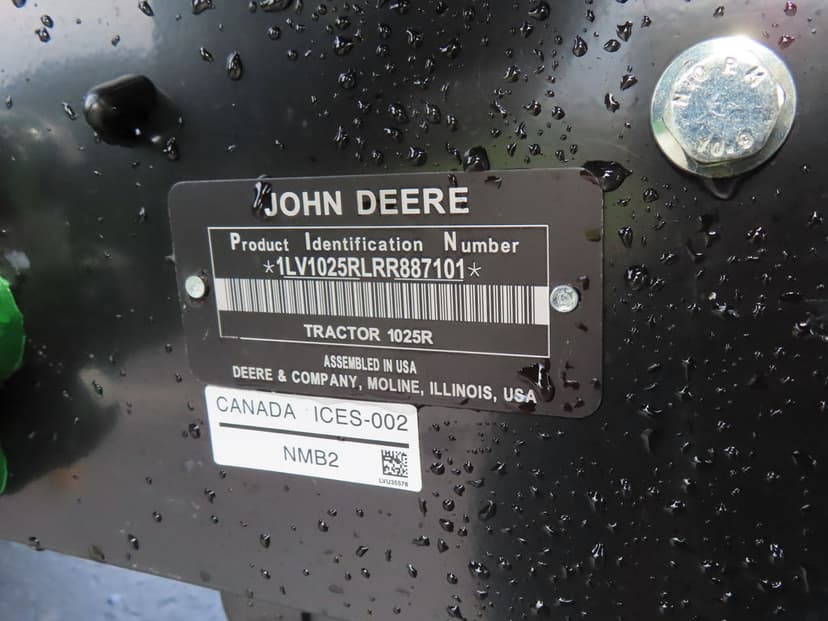 JOHN DEERE
Product Identification Number
*1LV1025RLRR887101*
TRACTOR 1025R
ASSEMBLED IN USA
DEERE & COMPANY, MOLINE, ILLINOIS, USA
CANADA ICES-002
NMB2
LVU35578